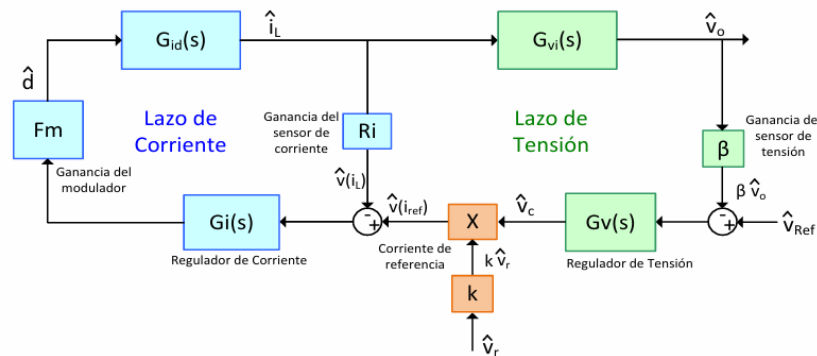 G_id(s)
î_L
G_vi(s)
v̂_o
d̂
Fm
Lazo de
Corriente
Ganancia del
sensor de
corriente
Ri
Lazo de
Tensión
Ganancia de
sensor de
tensión
β
Ganancia del
modulador
v̂(i_L)
β v̂_o
Gi(s)
-
+
v̂(i_ref)
X
v̂_c
Gv(s)
-
+
v̂_Ref
Regulador de Corriente
Corriente de
referencia
k v̂_r
Regulador de Tensión
k
v̂_r